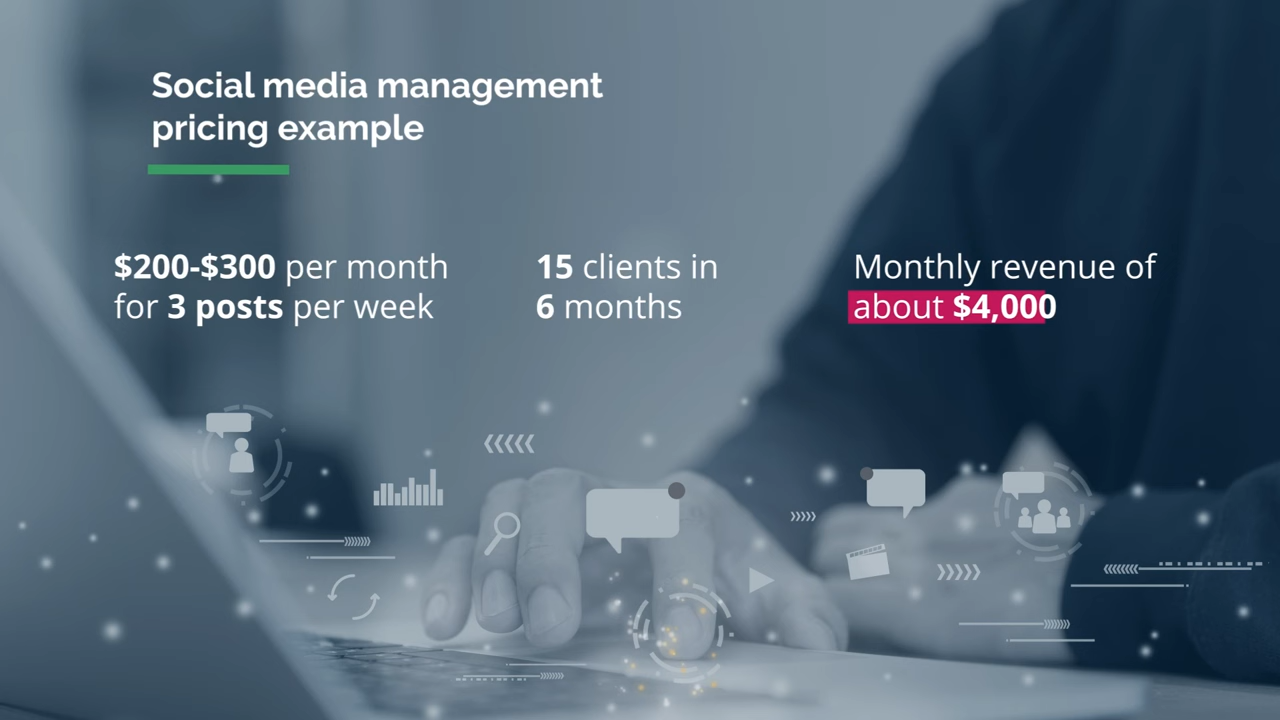 Social media management
pricing example
$200-$300 per month
for 3 posts per week
15 clients in
6 months
Monthly revenue of
about $4,000